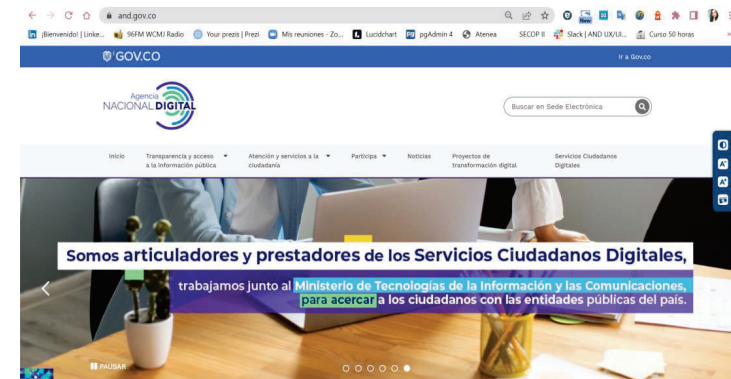 and.gov.co
¡Bienvenido! | Linke... 96FM WCMJ Radio Your prezis | Prezi Mis reuniones - Zo... Lucidchart pgAdmin 4 Atenea SECOP II Slack | AND UX/UI... Curso 50 horas
GOV.CO Ir a Gov.co
Agencia
NACIONAL DIGITAL
Buscar en Sede Electrónica
Inicio Transparencia y acceso Atención y servicios a la Participa Noticias Proyectos de Servicios Ciudadanos
a la información pública ciudadanía transformación digital Digitales
Somos articuladores y prestadores de los Servicios Ciudadanos Digitales,
trabajamos junto al Ministerio de Tecnologías de la Información y las Comunicaciones,
para acercar a los ciudadanos con las entidades públicas del país.
PAUSAR